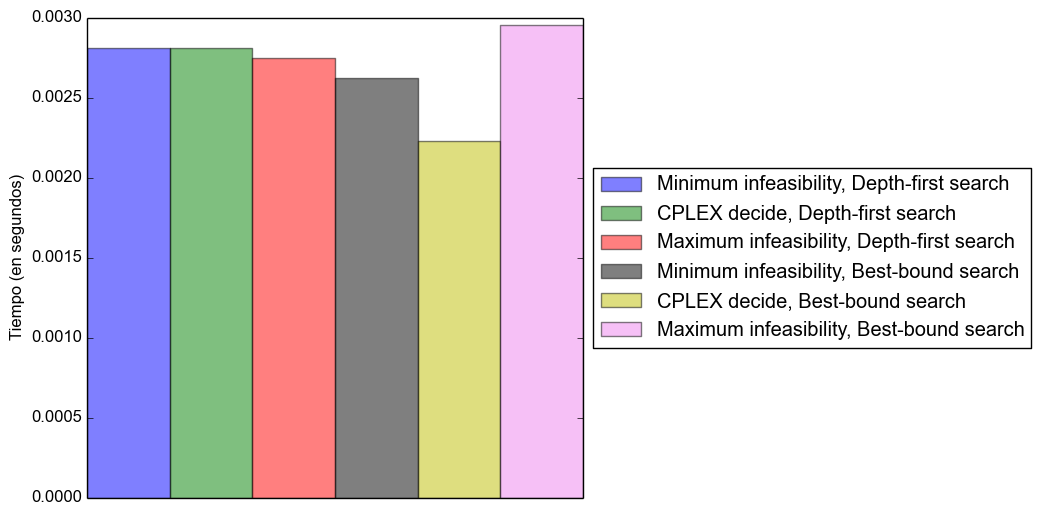 0.0030
0.0025
0.0020
0.0015
0.0010
0.0005
0.0000
Tiempo (en segundos)
Minimum infeasibility, Depth-first search
CPLEX decide, Depth-first search
Maximum infeasibility, Depth-first search
Minimum infeasibility, Best-bound search
CPLEX decide, Best-bound search
Maximum infeasibility, Best-bound search